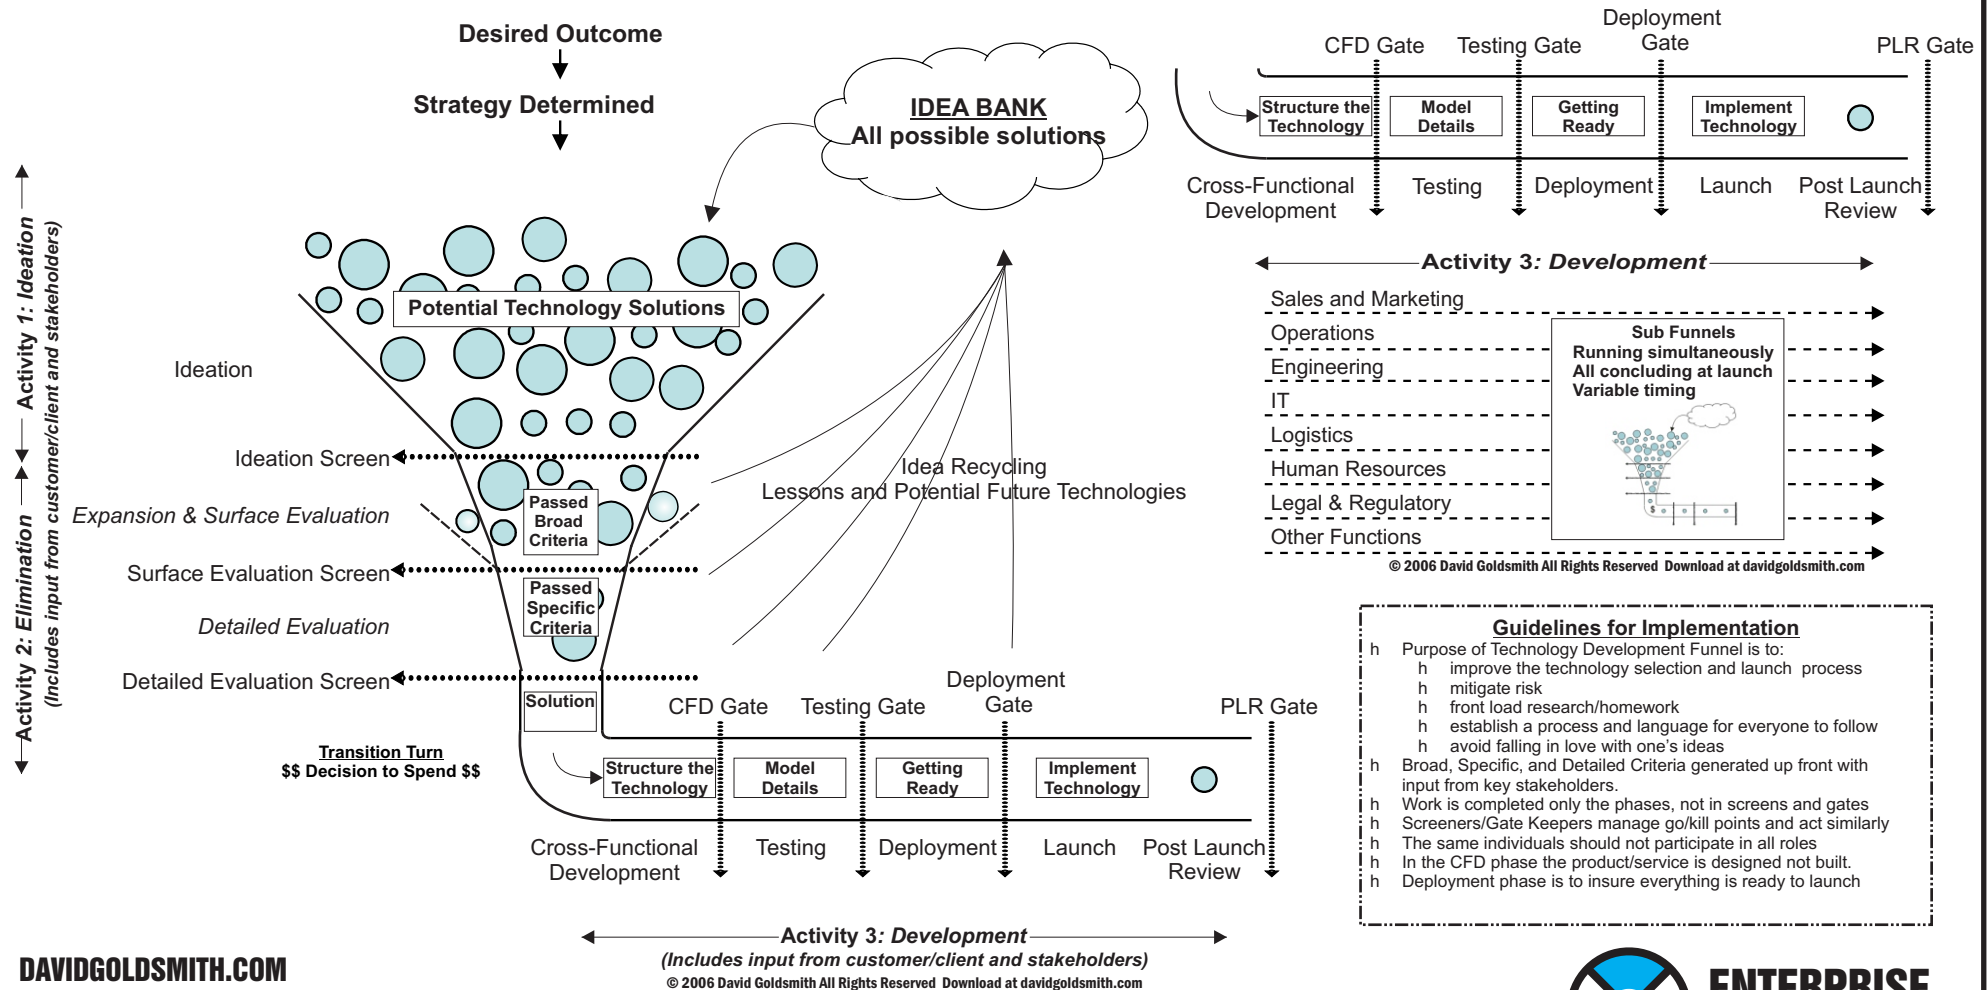 Desired Outcome
Strategy Determined
IDEA BANK
All possible solutions
Potential Technology Solutions
Activity 1: Ideation
Activity 2: Elimination
(Includes input from customer/client and stakeholders)
Ideation
Ideation Screen
Expansion & Surface Evaluation
Passed
Broad
Criteria
Surface Evaluation Screen
Passed
Specific
Criteria
Detailed Evaluation
Detailed Evaluation Screen
Solution
Idea Recycling
Lessons and Potential Future Technologies
Transition Turn
$$ Decision to Spend $$
CFD Gate
Testing Gate
Deployment
Gate
PLR Gate
Structure the
Technology
Model
Details
Getting
Ready
Implement
Technology
Cross-Functional
Development
Testing
Deployment
Launch
Post Launch
Review
Activity 3: Development
(Includes input from customer/client and stakeholders)
© 2006 David Goldsmith All Rights Reserved Download at davidgoldsmith.com
DAVIDGOLDSMITH.COM
CFD Gate
Testing Gate
Deployment
Gate
PLR Gate
Structure the
Technology
Model
Details
Getting
Ready
Implement
Technology
Cross-Functional
Development
Testing
Deployment
Launch
Post Launch
Review
Activity 3: Development
Sales and Marketing
Operations
Engineering
IT
Logistics
Human Resources
Legal & Regulatory
Other Functions
Sub Funnels
Running simultaneously
All concluding at launch
Variable timing
$
© 2006 David Goldsmith All Rights Reserved Download at davidgoldsmith.com
Guidelines for Implementation
h Purpose of Technology Development Funnel is to:
h improve the technology selection and launch process
h mitigate risk
h front load research/homework
h establish a process and language for everyone to follow
h avoid falling in love with one's ideas
h Broad, Specific, and Detailed Criteria generated up front with
input from key stakeholders.
h Work is completed only the phases, not in screens and gates
h Screeners/Gate Keepers manage go/kill points and act similarly
h The same individuals should not participate in all roles
h In the CFD phase the product/service is designed not built.
h Deployment phase is to insure everything is ready to launch
ENTERPRISE